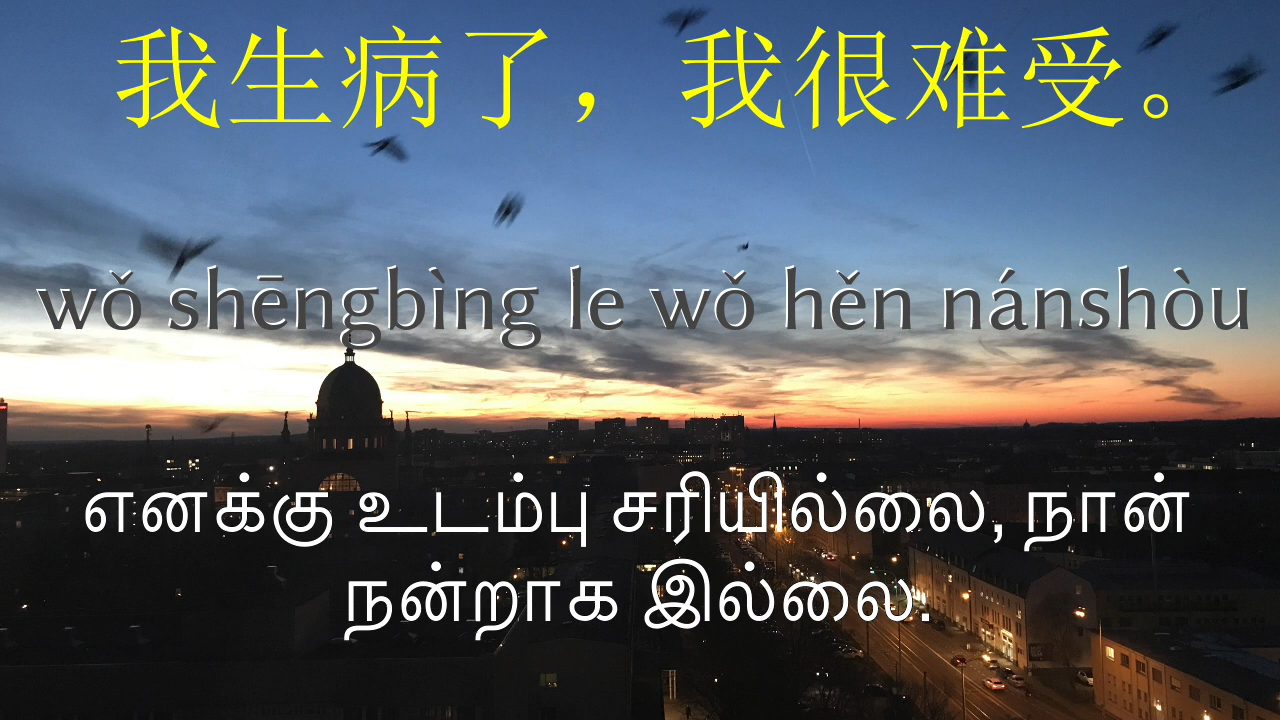 我生病了，我很难受。
wǒ shēngbìng le wǒ hěn nánshòu
எனக்கு உடம்பு சரியில்லை, நான்
நன்றாக இல்லை.